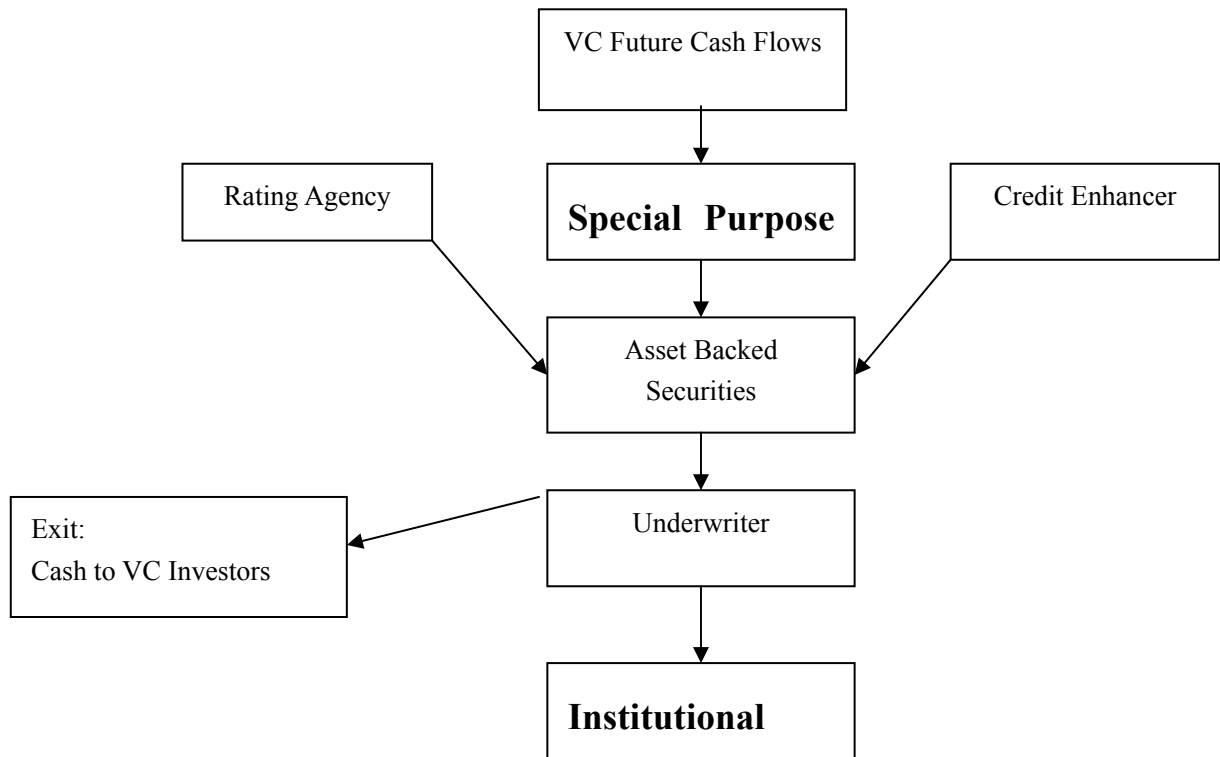 VC Future Cash Flows
Rating Agency
Special Purpose
Credit Enhancer
Asset Backed
Securities
Exit:
Cash to VC Investors
Underwriter
Institutional